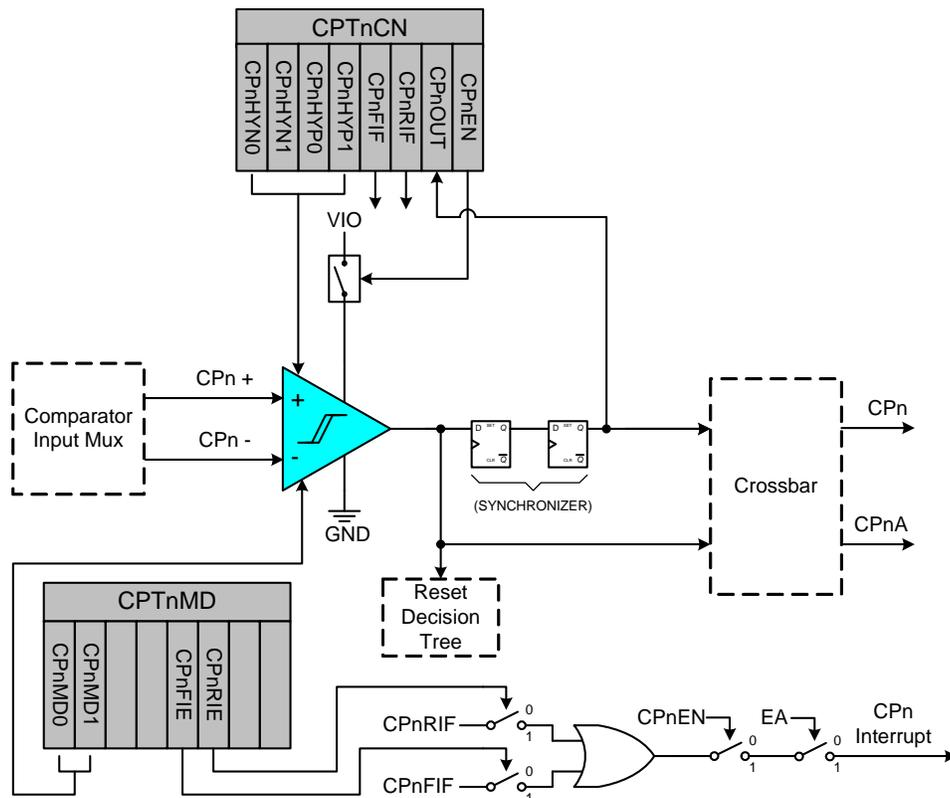 CPTnCN
CPnHYN0
CPnHYN1
CPnHYP0
CPnHYP1
CPnFIF
CPnRIF
CPnOUT
CPnEN
VIO
Comparator
Input Mux
CPn +
CPn -
+
-
GND
D SET Q
CLR Q
D SET Q
CLR Q
(SYNCHRONIZER)
Crossbar
CPn
CPnA
Reset
Decision
Tree
CPTnMD
CPnMD0
CPnMD1
CPnFIE
CPnRIE
CPnRIF
0
1
CPnFIF
0
1
CPnEN
0
1
EA
0
1
CPn
Interrupt